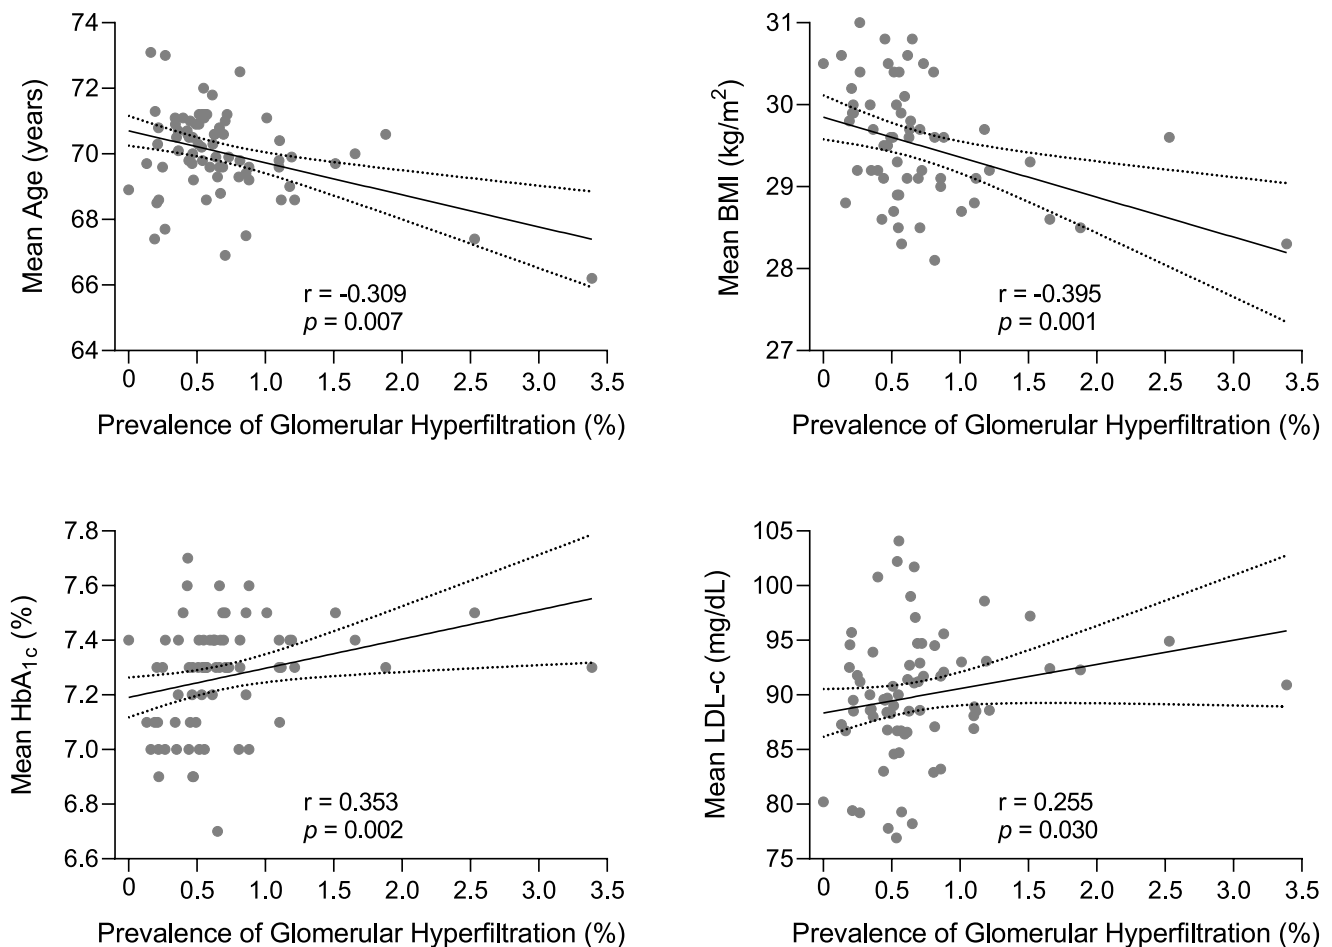 74
72
70
68
66
64
Mean Age (years)
r = -0.309
p = 0.007
0 0.5 1.0 1.5 2.0 2.5 3.0 3.5
Prevalence of Glomerular Hyperfiltration (%)
31
30
29
28
27
Mean BMI (kg/m²)
r = -0.395
p = 0.001
0 0.5 1.0 1.5 2.0 2.5 3.0 3.5
Prevalence of Glomerular Hyperfiltration (%)
7.8
7.6
7.4
7.2
7.0
6.8
6.6
Mean HbA1c (%)
r = 0.353
p = 0.002
0 0.5 1.0 1.5 2.0 2.5 3.0 3.5
Prevalence of Glomerular Hyperfiltration (%)
105
100
95
90
85
80
75
Mean LDL-c (mg/dL)
r = 0.255
p = 0.030
0 0.5 1.0 1.5 2.0 2.5 3.0 3.5
Prevalence of Glomerular Hyperfiltration (%)